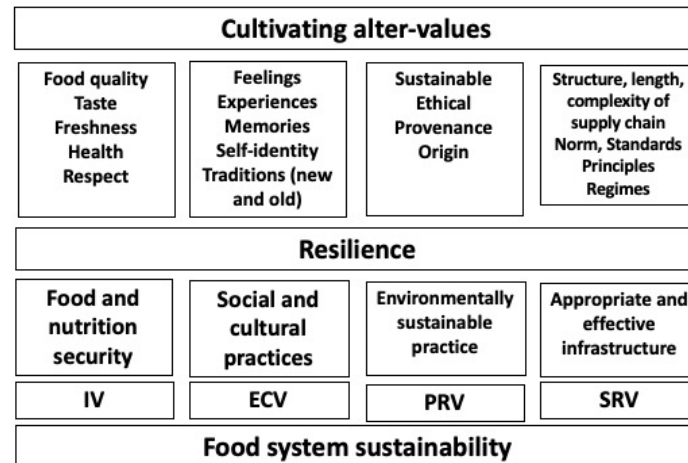 Cultivating alter-values
Food quality
Taste
Freshness
Health
Respect
Feelings
Experiences
Memories
Self-identity
Traditions (new
and old)
Sustainable
Ethical
Provenance
Origin
Structure, length,
complexity of
supply chain
Norm, Standards
Principles
Regimes
Resilience
Food and
nutrition
security
Social and
cultural
practices
Environmentally
sustainable
practice
Appropriate and
effective
infrastructure
IV
ECV
PRV
SRV
Food system sustainability